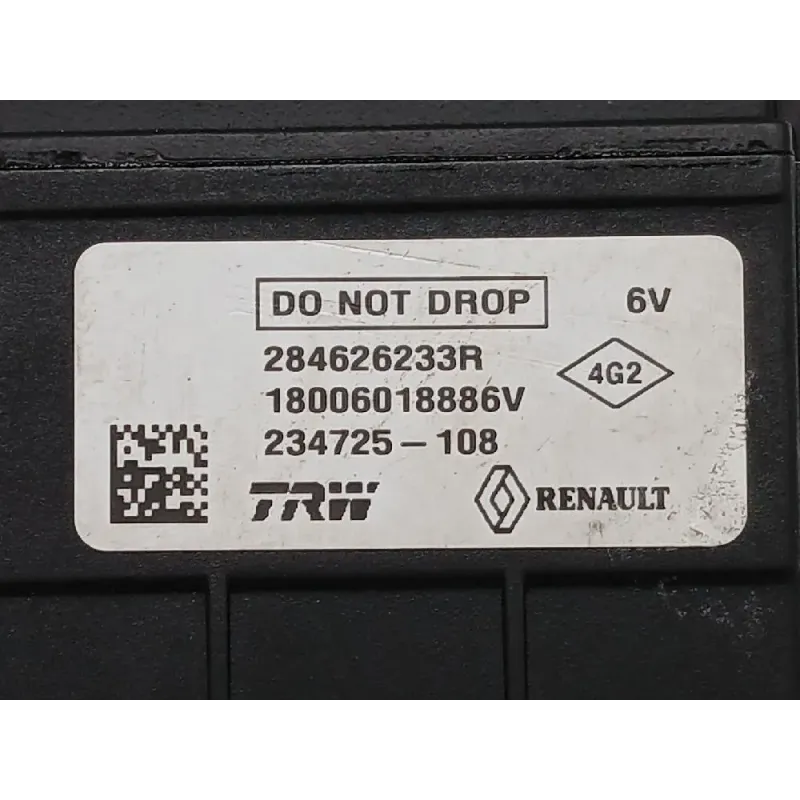 DO NOT DROP 6V
284626233R
4G2
18006018886V
234725-108
TRW RENAULT